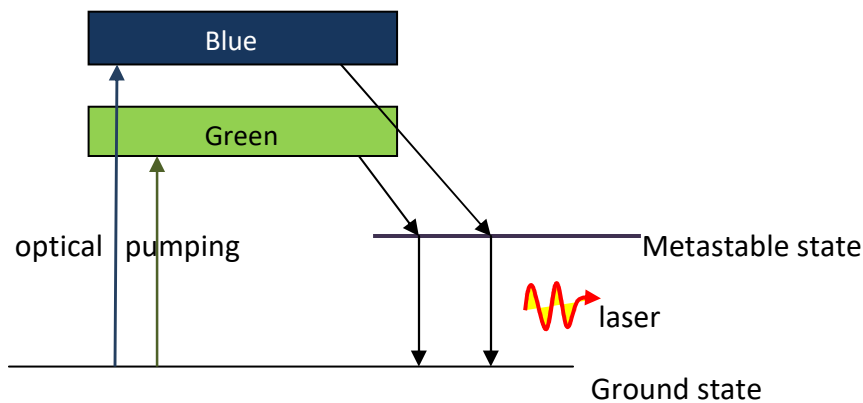 Blue
Green
optical pumping
Metastable state
laser
Ground state